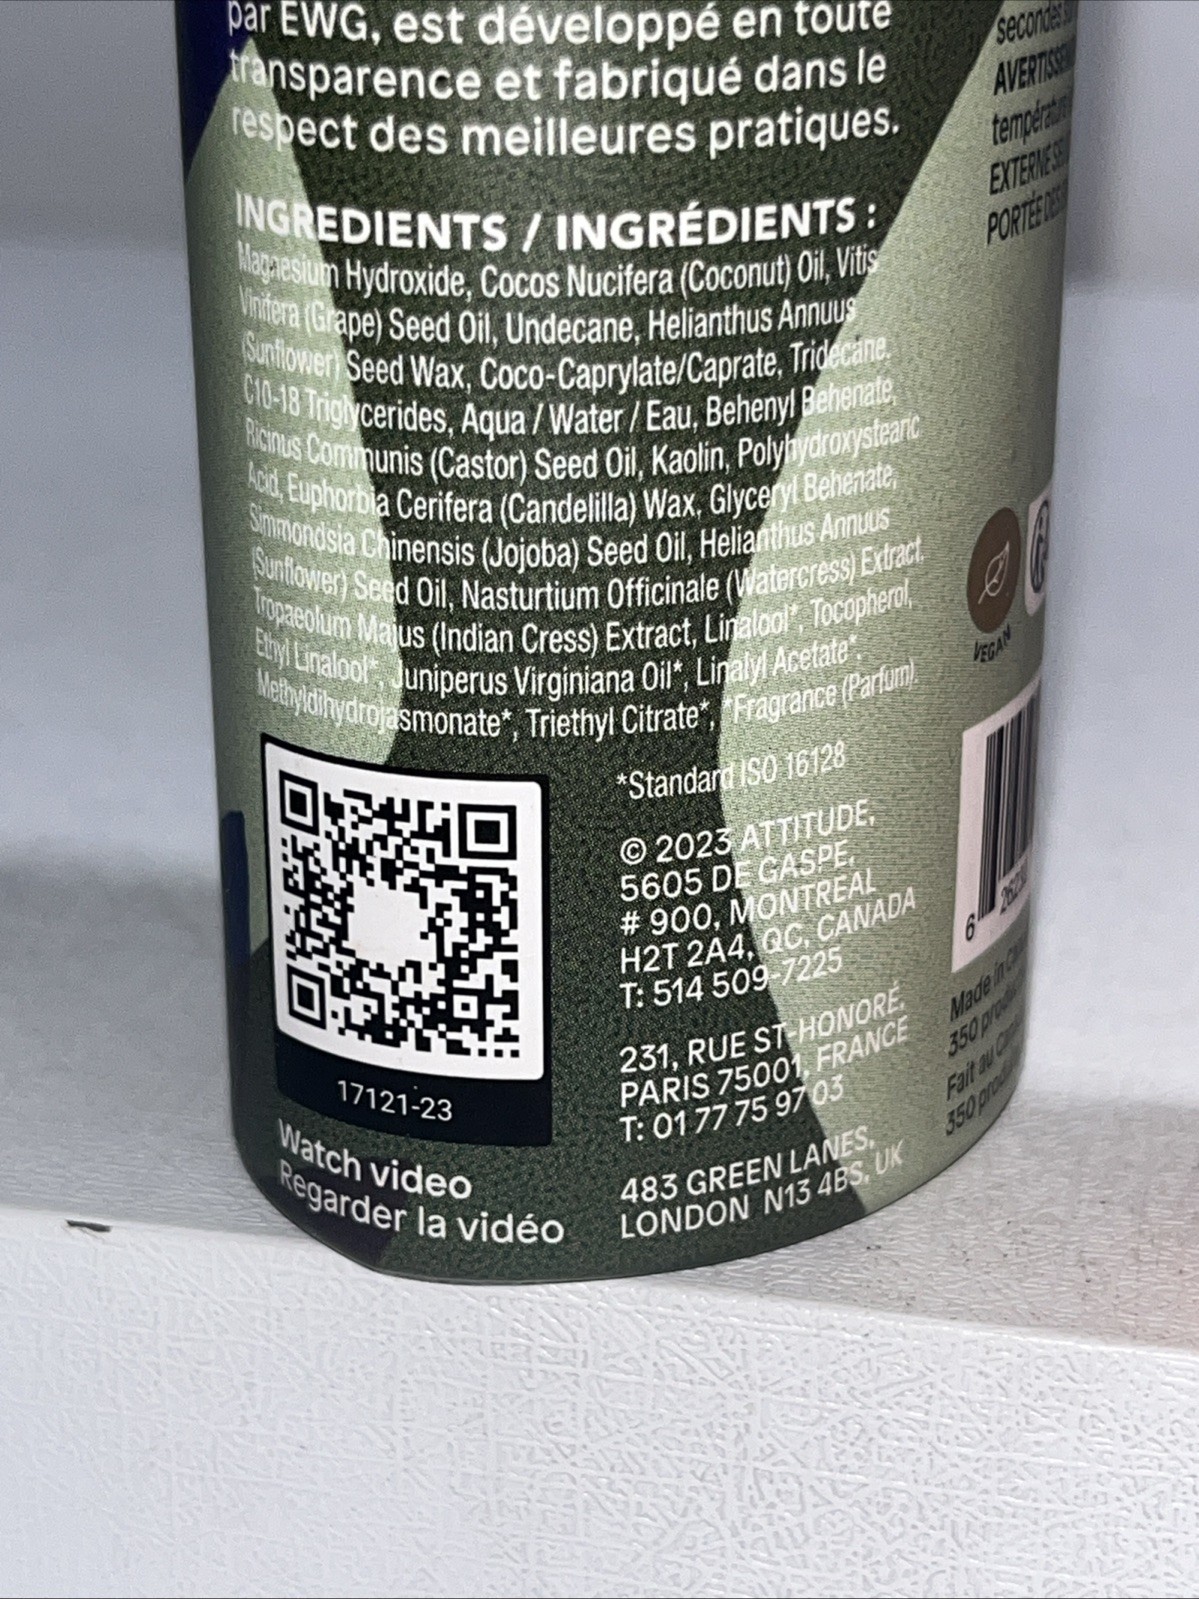 par EWG, est développé en toute
transparence et fabriqué dans le
respect des meilleures pratiques.
INGREDIENTS / INGRÉDIENTS :
Magnesium Hydroxide, Cocos Nucifera (Coconut) Oil, Vitis
Vinifera (Grape) Seed Oil, Undecane, Helianthus Annuus
(Sunflower) Seed Wax, Coco-Caprylate/Caprate, Tridecane,
C10-18 Triglycerides, Aqua / Water / Eau, Behenyl Behenate,
Ricinus Communis (Castor) Seed Oil, Kaolin, Polyhydroxystearic
Acid, Euphorbia Cerifera (Candelilla) Wax, Glyceryl Behenate,
Simmondsia Chinensis (Jojoba) Seed Oil, Helianthus Annuus
(Sunflower) Seed Oil, Nasturtium Officinale (Watercress) Extract,
Tropaeolum Majus (Indian Cress) Extract, Linalool*, Tocopherol,
Ethyl Linalool*, Juniperus Virginiana Oil*, Linalyl Acetate*,
Methyldihydrojasmonate*, Triethyl Citrate*, *Fragrance (Parfum).
17121-23
Watch video
Regarder la vidéo
*Standard ISO 16128
© 2023 ATTITUDE,
5605 DE GASPE,
# 900, MONTREAL
H2T 2A4, QC, CANADA
T: 514 509-7225
231, RUE ST-HONORÉ,
PARIS 75001, FRANCE
T: 01 77 75 97 03
483 GREEN LANES,
LONDON N13 4BS, UK
secondes
température
EXTERNE
PORTÉE DES
VEGAN
6
Made in
350
Fait au
350